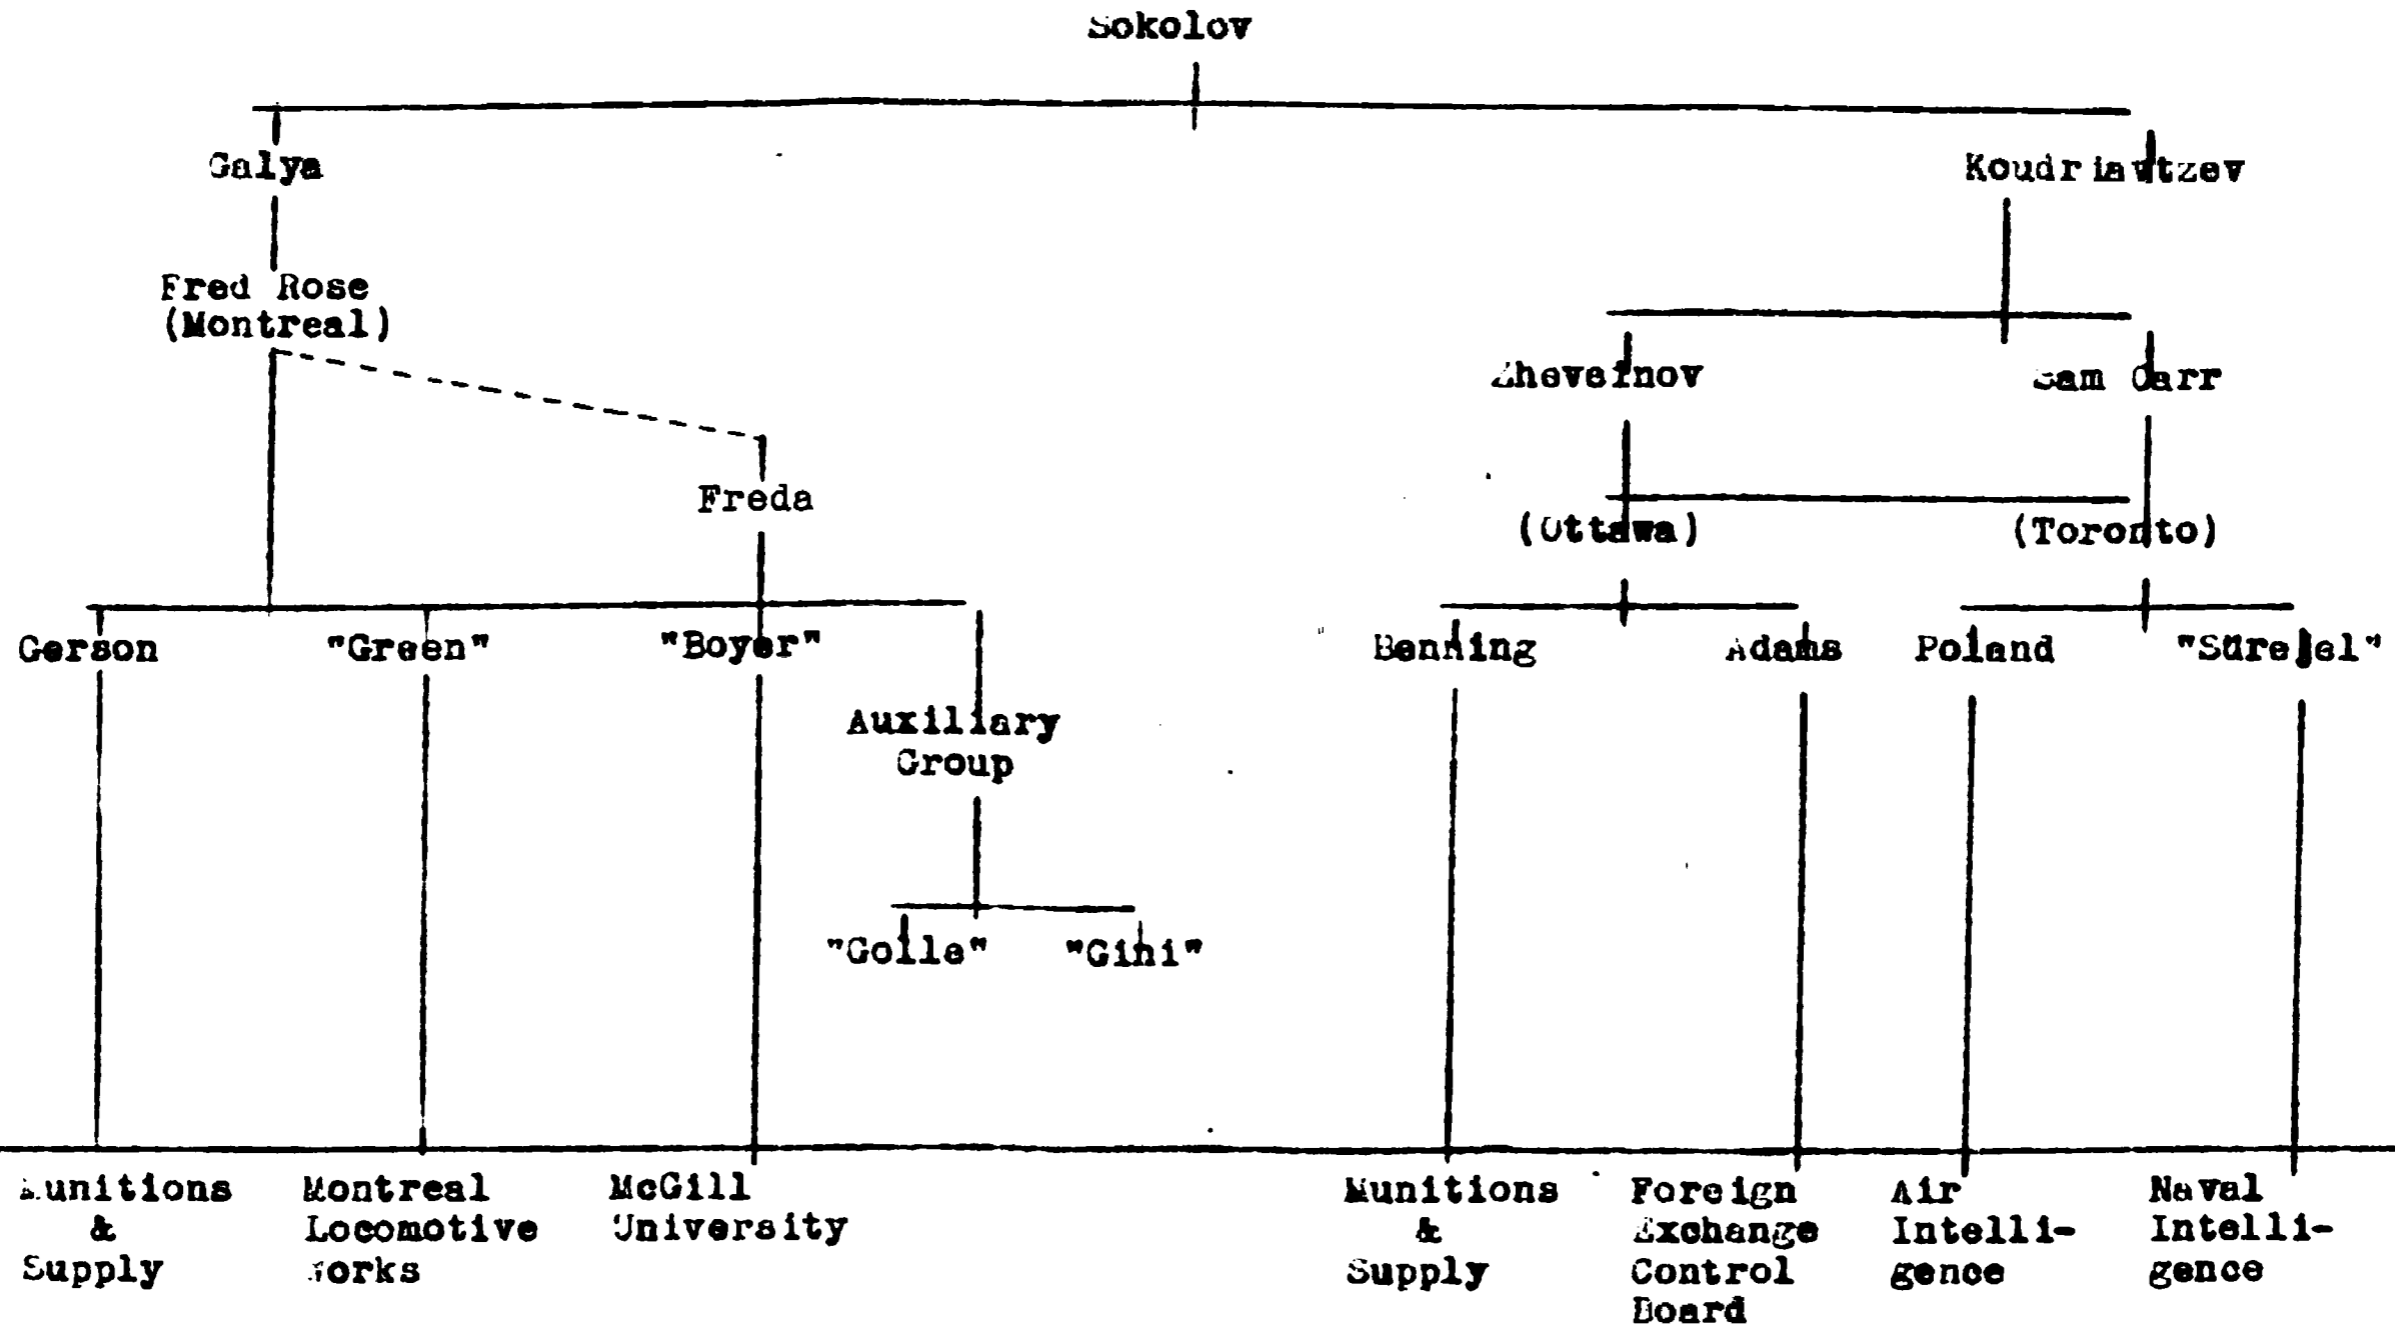 Sokolov
Galya
Koudriavtzev
Fred Rose
(Montreal)
Zheveinov
Sam Carr
Freda
(Ottawa)
(Toronto)
Gerson
"Green"
"Boyer"
Benning
Adams
Poland
"Surensen"
Auxiliary
Group
"Golia"
"Gini"
Munitions
&
Supply
Montreal
Locomotive
Works
McGill
University
Munitions
&
Supply
Foreign
Exchange
Control
Board
Air
Intelli-
gence
Naval
Intelli-
gence